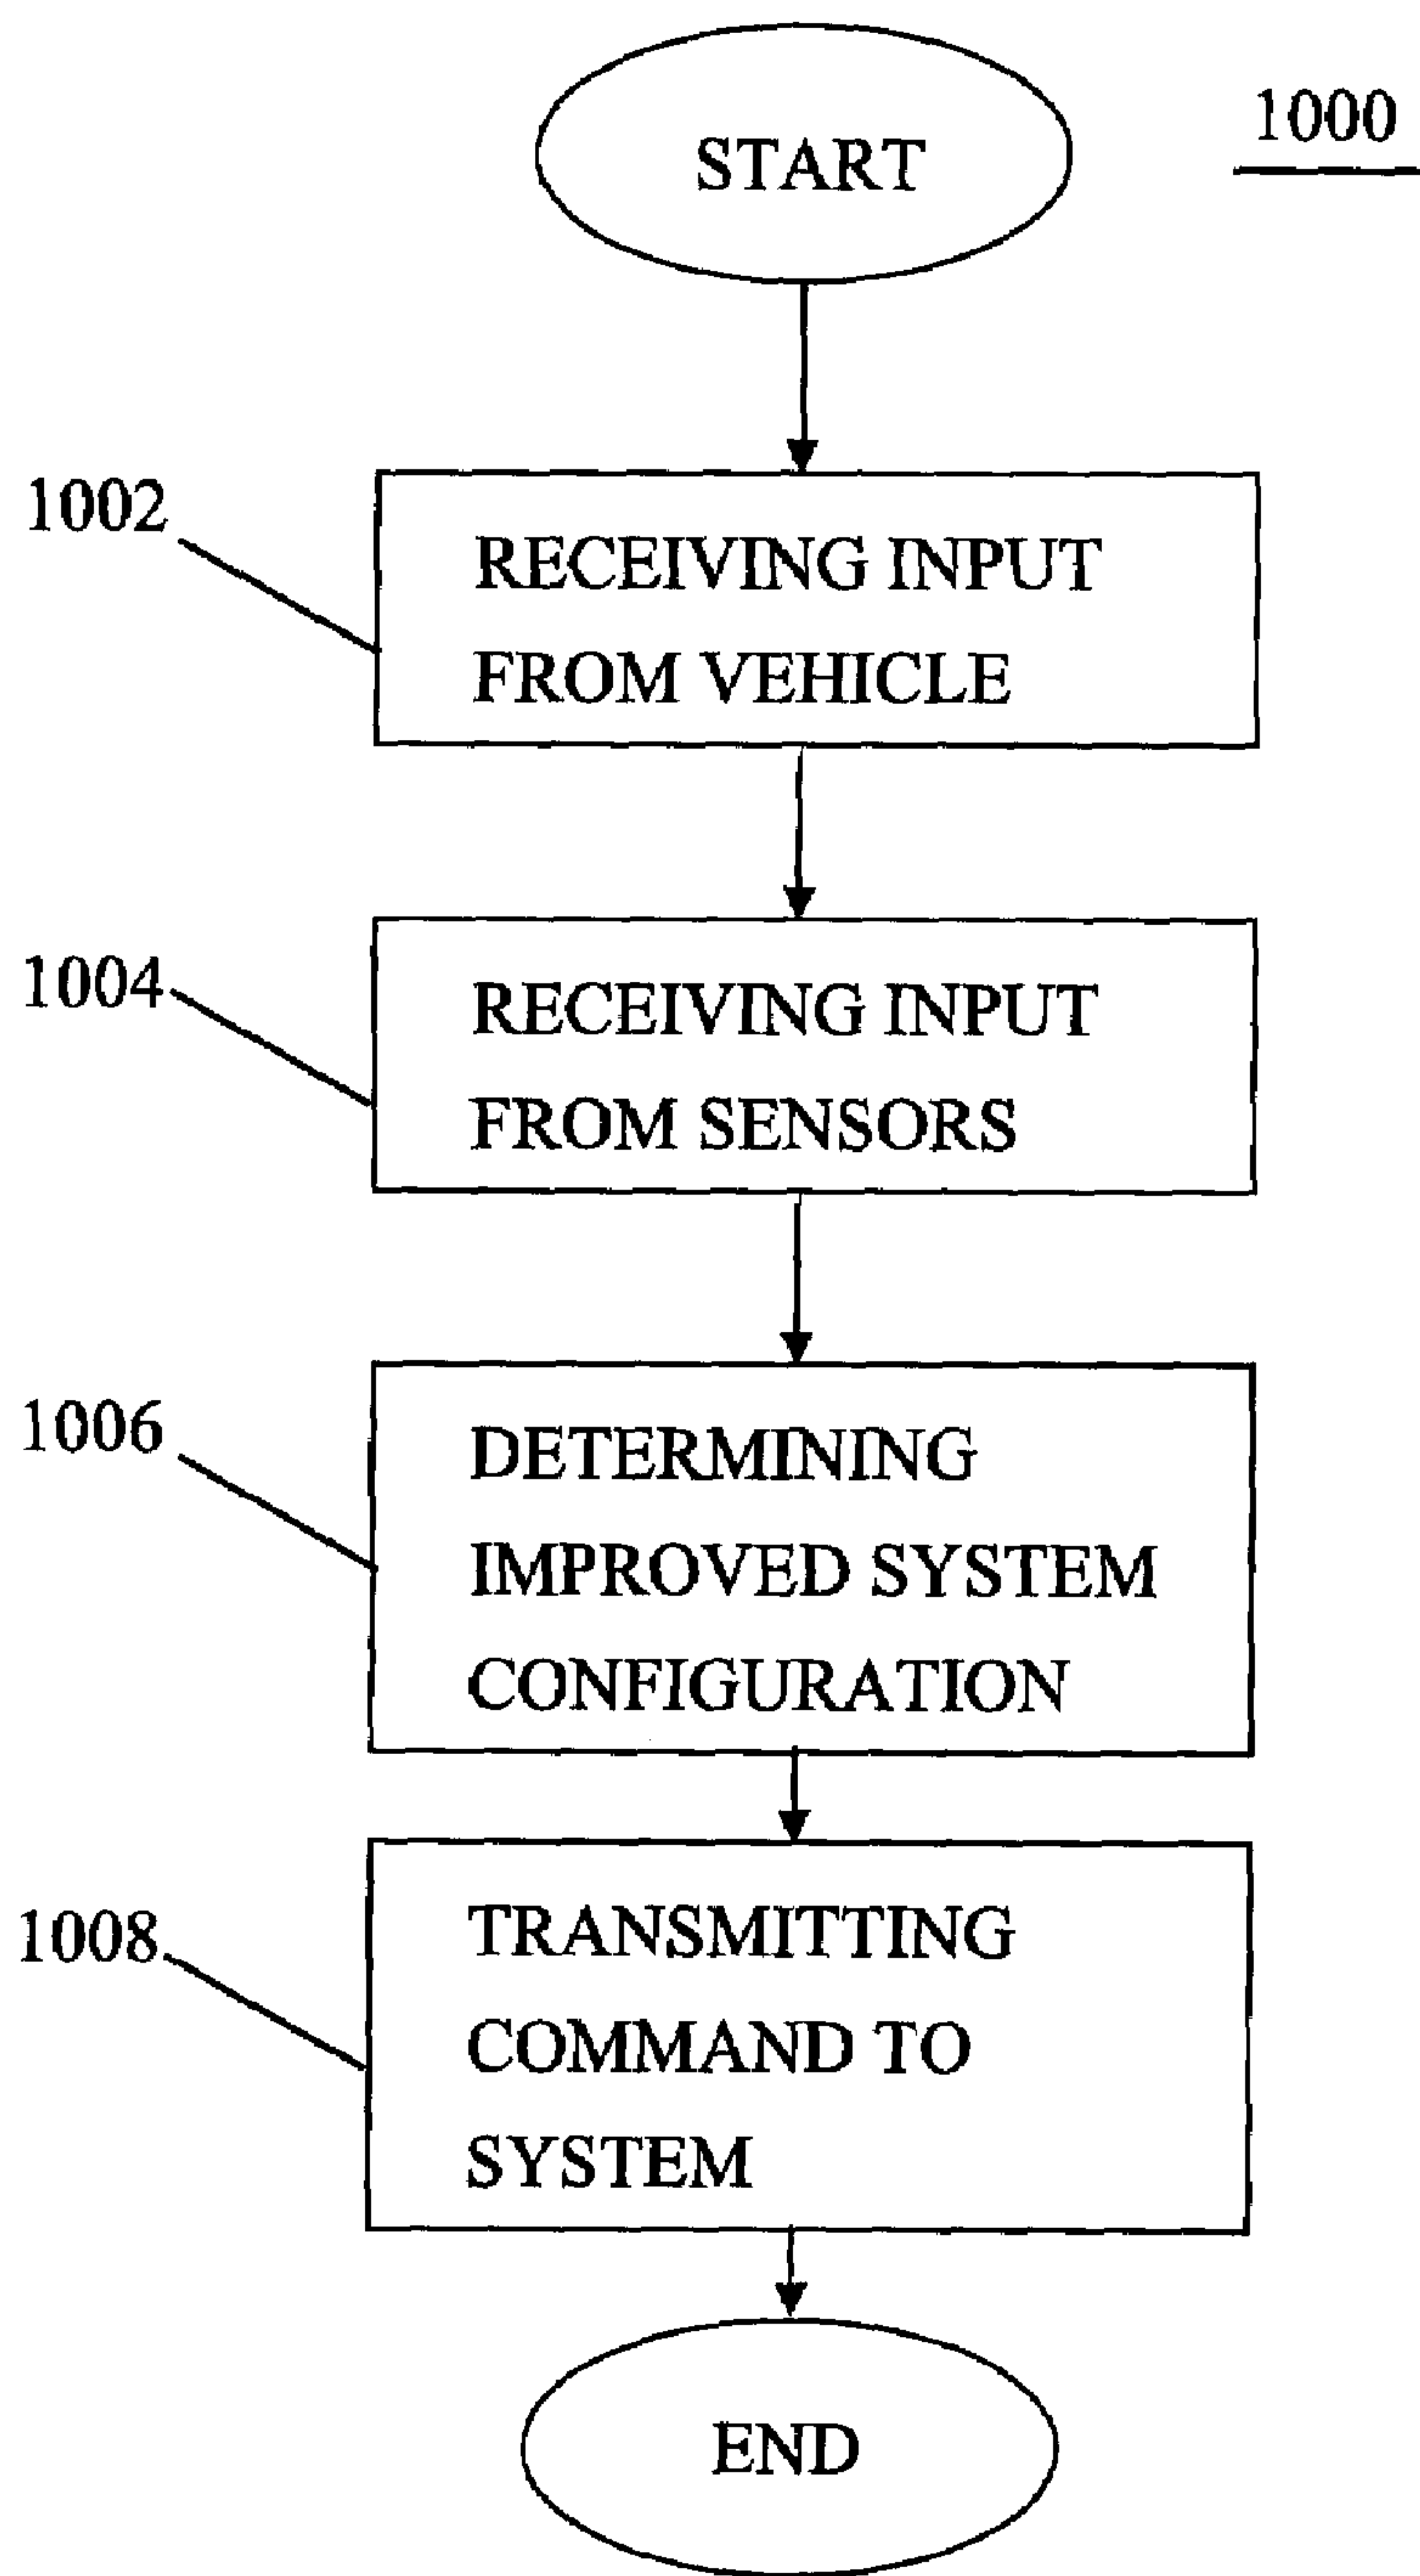 START
1000
1002
RECEIVING INPUT
FROM VEHICLE
1004
RECEIVING INPUT
FROM SENSORS
1006
DETERMINING
IMPROVED SYSTEM
CONFIGURATION
1008
TRANSMITTING
COMMAND TO
SYSTEM
END